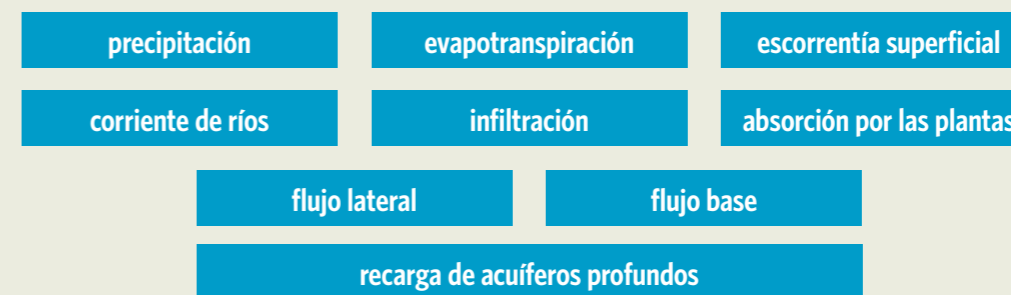 precipitación
evapotranspiración
escorrentía superficial
corriente de ríos
infiltración
absorción por las plantas
flujo lateral
flujo base
recarga de acuíferos profundos